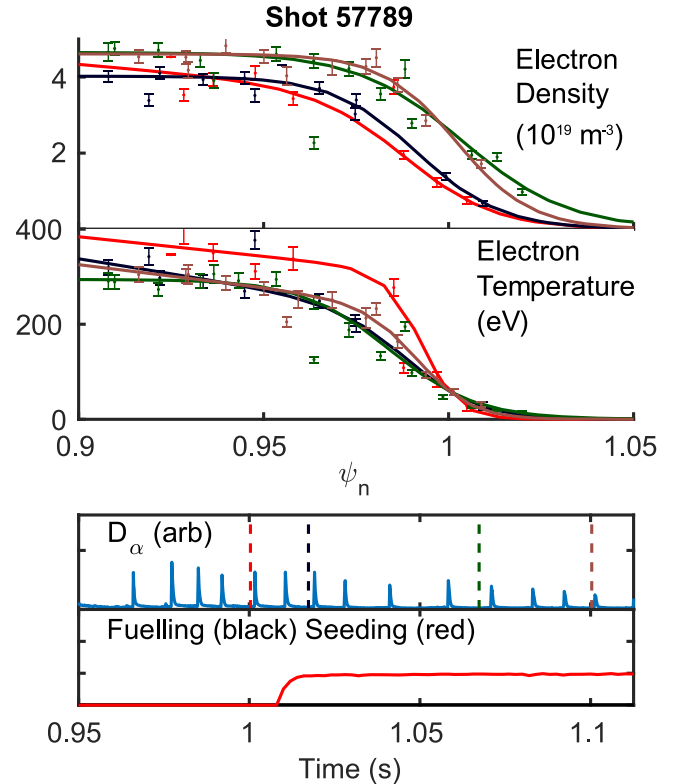 Shot 57789
Electron
Density
(10¹⁹ m⁻³)
4
2
400
Electron
Temperature
(eV)
200
0
0.9 0.95 1 1.05
ψₙ
D_α (arb)
Fuelling (black) Seeding (red)
0.95 1 1.05 1.1
Time (s)